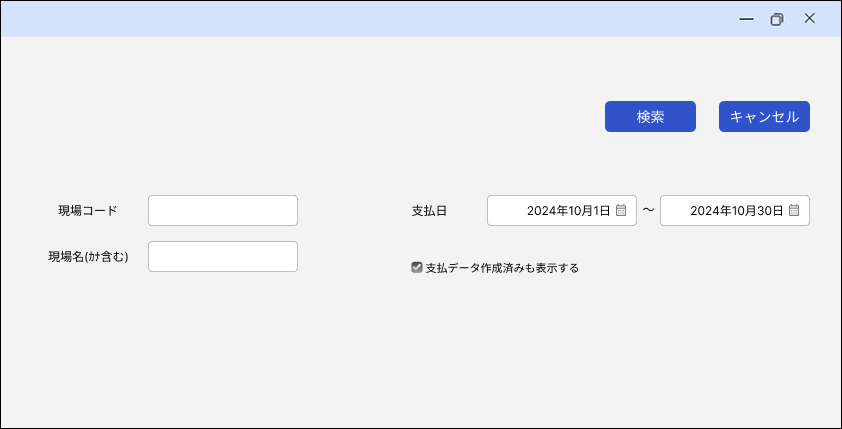 検索 キャンセル
現場コード 支払日 2024年10月1日 ～ 2024年10月30日
現場名(ｶﾅ含む)
支払データ作成済みも表示する